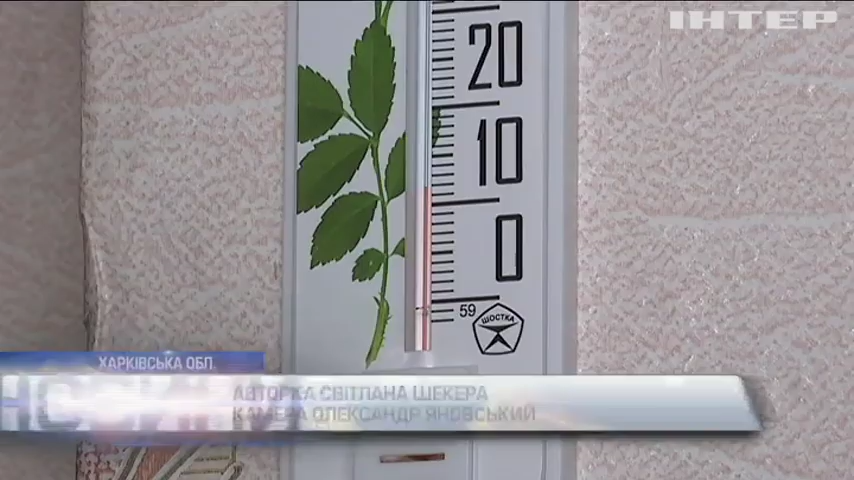 ІНТЕР
20
10
0
59
ШОСТКА
ХАРКІВСЬКА ОБЛ.
АВТОРКА СВІТЛАНА ШЕКЕРА
КАМЕРА ОЛЕКСАНДР ЯНОВСЬКИЙ